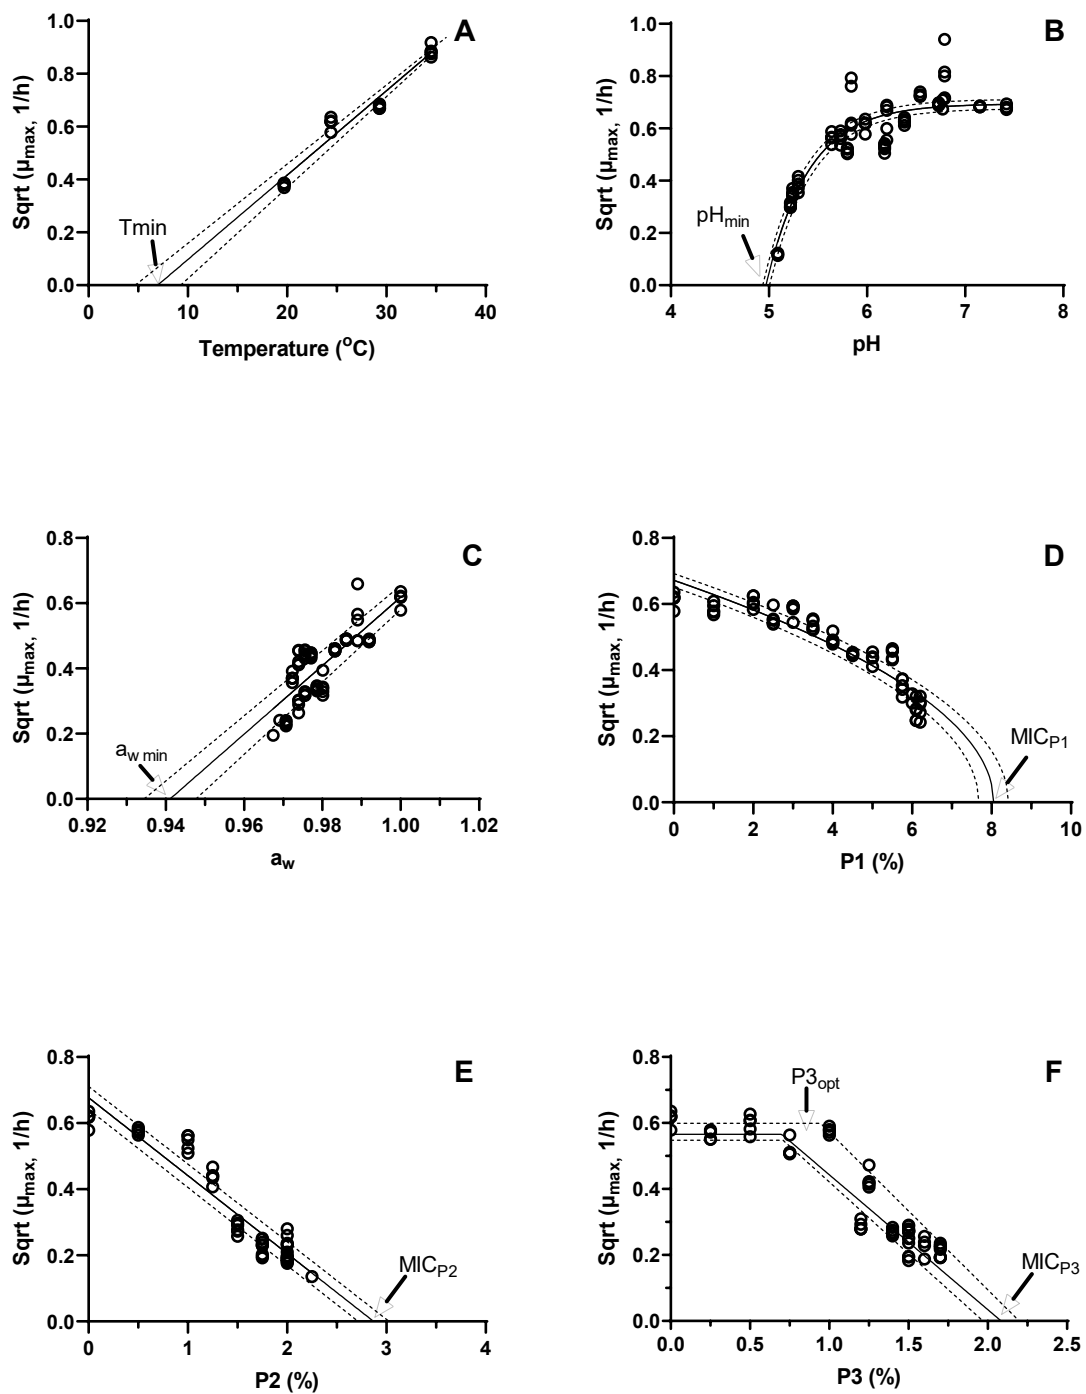 A
Sqrt (μmax, 1/h)
1.0
0.8
0.6
0.4
0.2
0.0
Tmin
0 10 20 30 40
Temperature (°C)
B
Sqrt (μmax, 1/h)
1.0
0.8
0.6
0.4
0.2
0.0
pHmin
4 5 6 7 8
pH
C
Sqrt (μmax, 1/h)
0.8
0.6
0.4
0.2
0.0
aw min
0.92 0.94 0.96 0.98 1.00 1.02
aw
D
Sqrt (μmax, 1/h)
0.8
0.6
0.4
0.2
0.0
MICP1
0 2 4 6 8 10
P1 (%)
E
Sqrt (μmax, 1/h)
0.8
0.6
0.4
0.2
0.0
MICP2
0 1 2 3 4
P2 (%)
F
Sqrt (μmax, 1/h)
0.8
0.6
0.4
0.2
0.0
P3opt
MICP3
0.0 0.5 1.0 1.5 2.0 2.5
P3 (%)